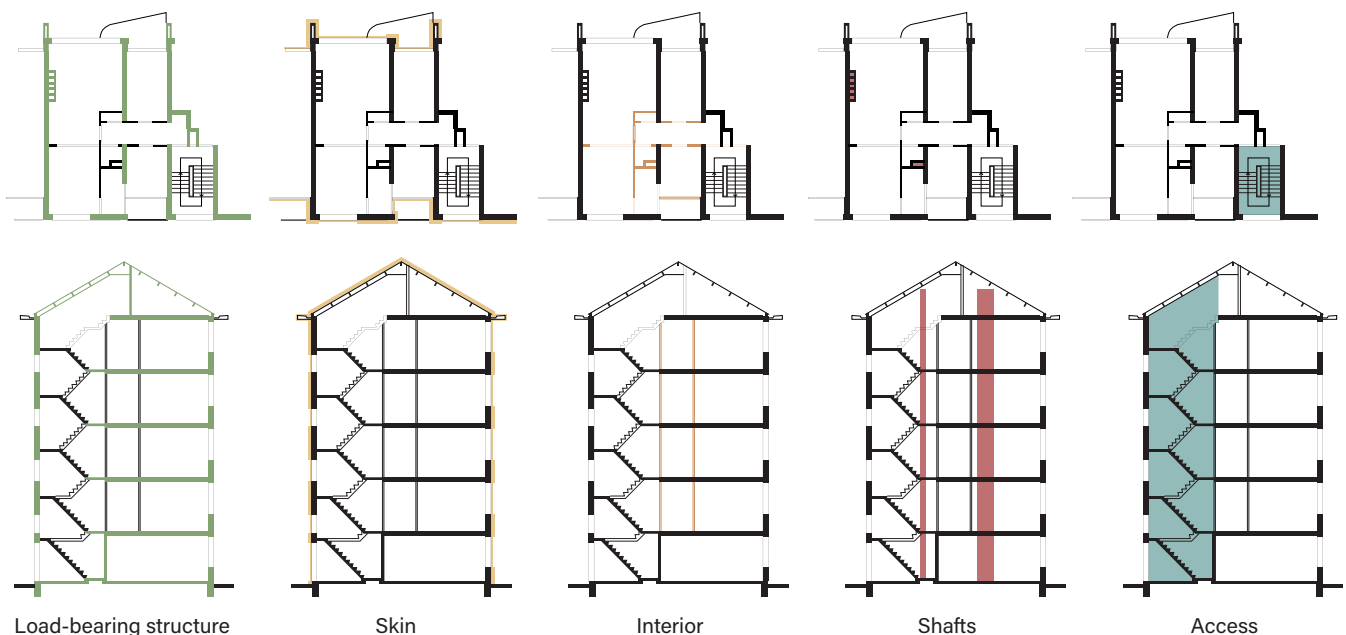 Load-bearing structure
Skin
Interior
Shafts
Access